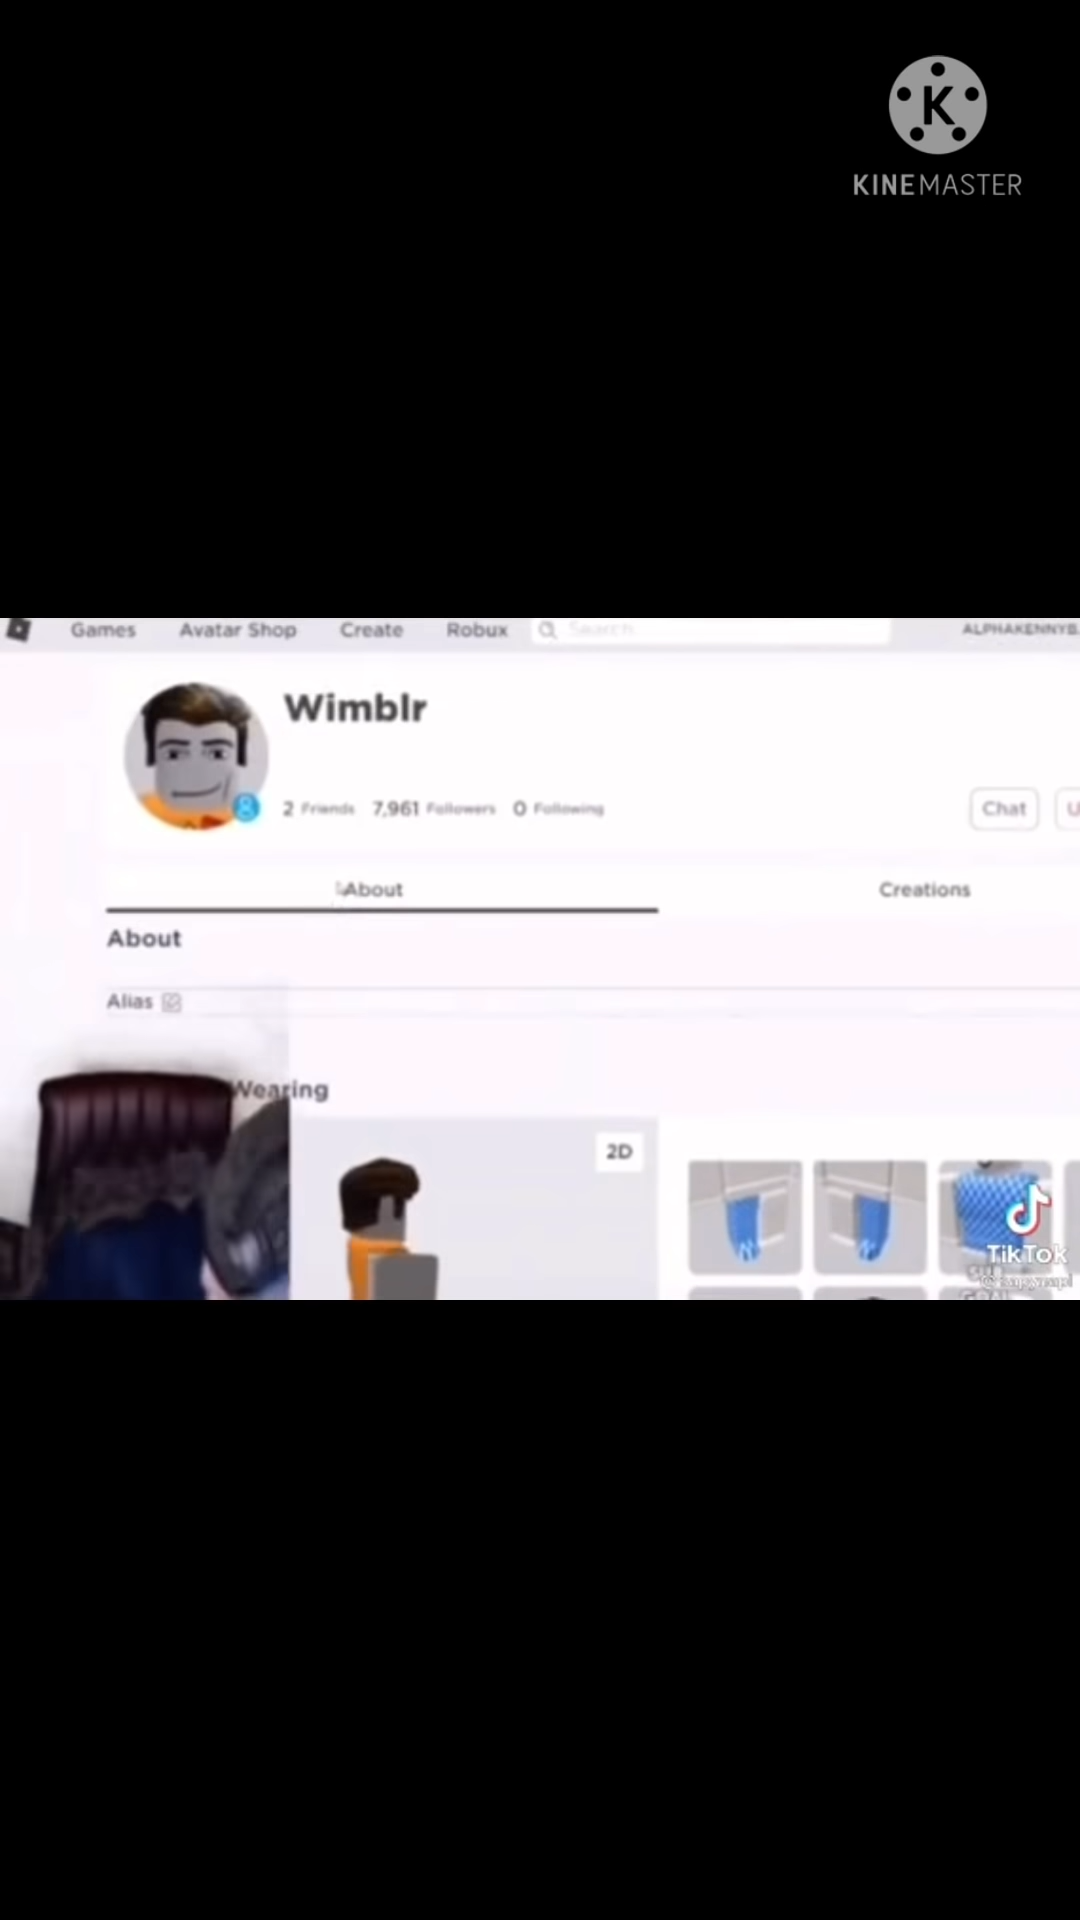 K
KINEMASTER
Games Avatar Shop Create Robux Search
Wimblr
2 Friends 7,961 Followers 0 Following
Chat
About Creations
About
Alias
Wearing
2D
TikTok